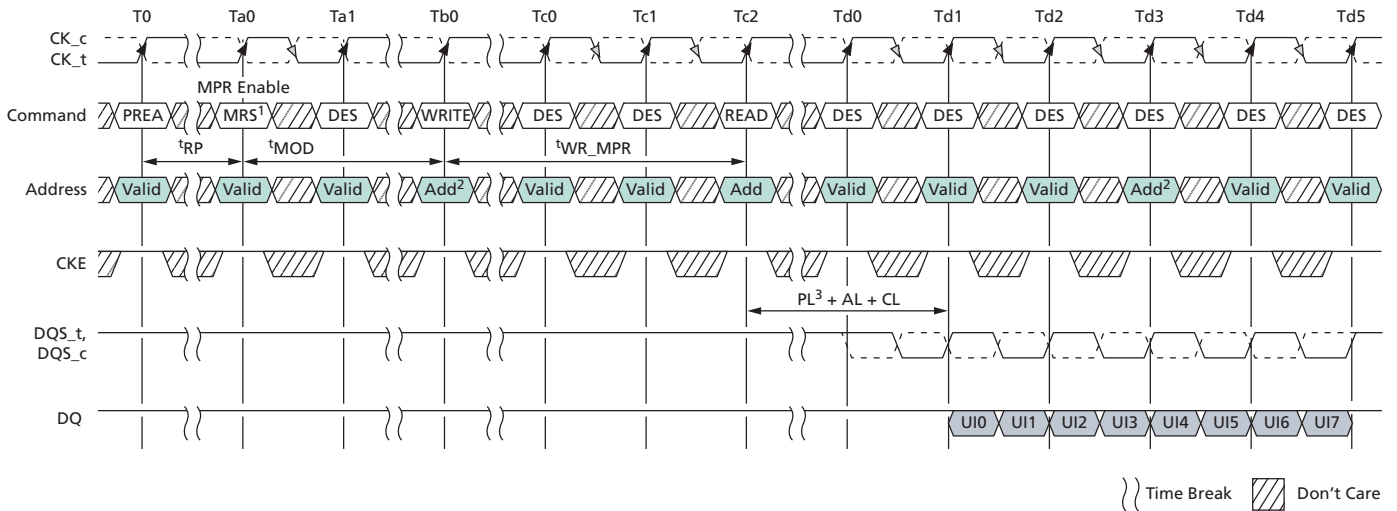 T0 Ta0 Ta1 Tb0 Tc0 Tc1 Tc2 Td0 Td1 Td2 Td3 Td4 Td5
CK_c
CK_t
MPR Enable
Command PREA MRS¹ DES WRITE DES DES READ DES DES DES DES DES DES
tRP tMOD tWR_MPR
Address Valid Valid Valid Add² Valid Valid Add Valid Valid Valid Add² Valid Valid
CKE
PL³ + AL + CL
DQS_t,
DQS_c
DQ UI0 UI1 UI2 UI3 UI4 UI5 UI6 UI7
Time Break Don't Care